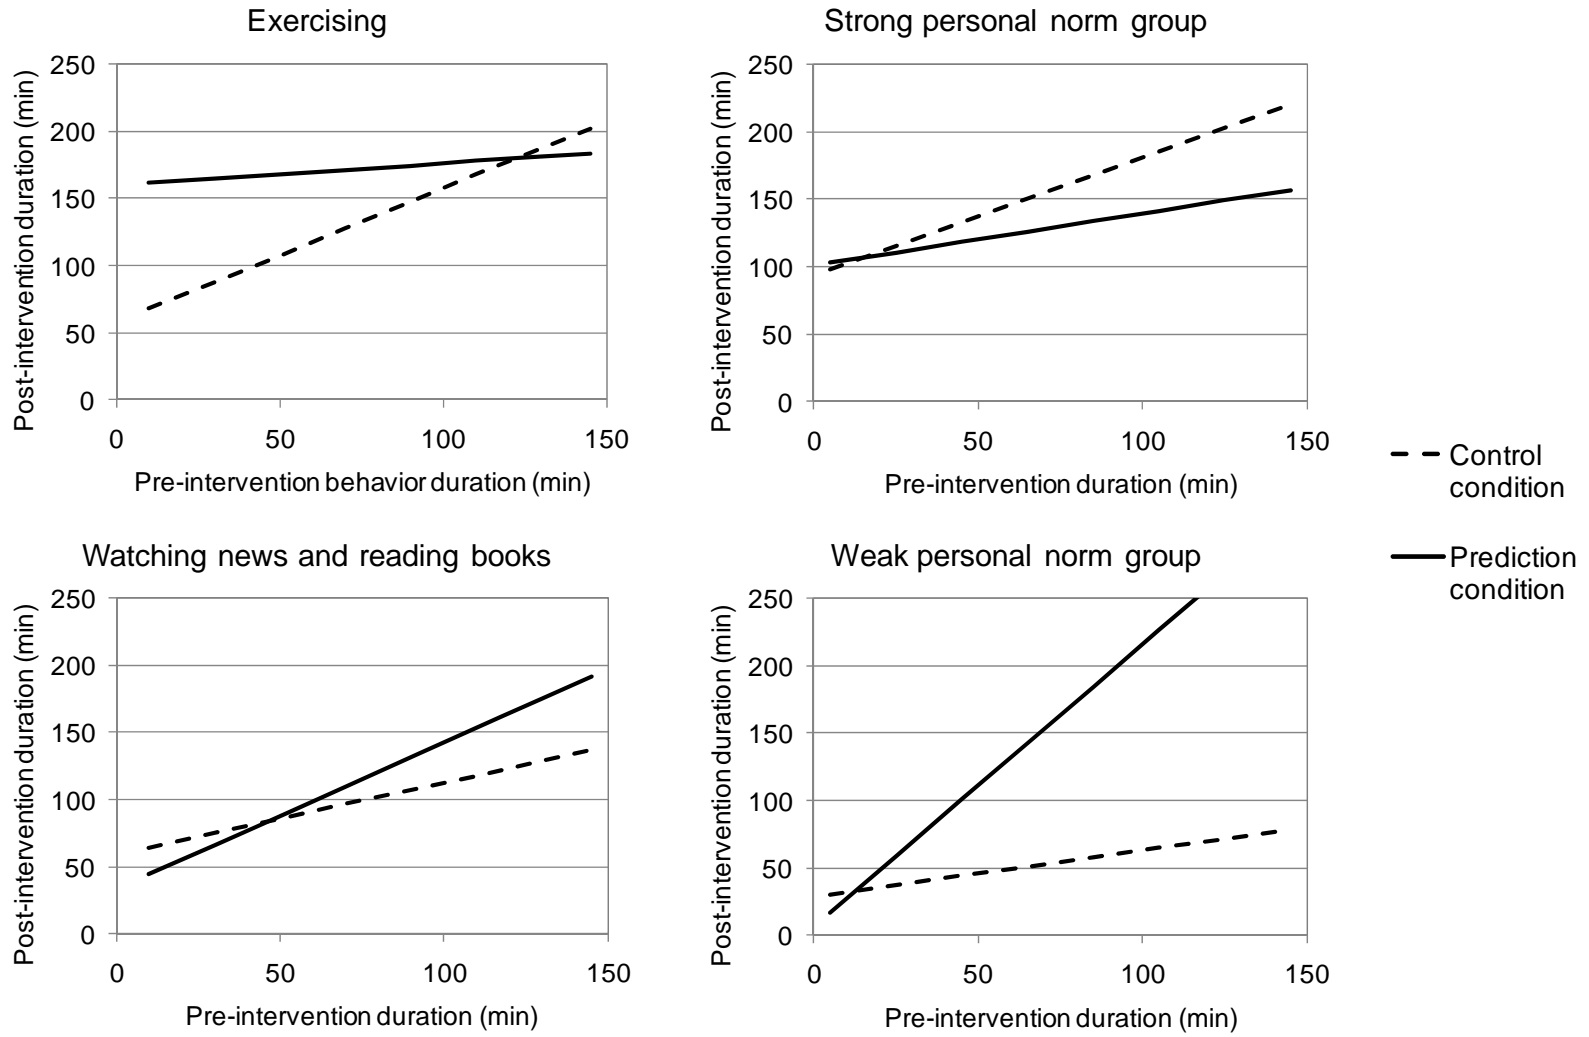 Exercising
Post-intervention duration (min)
250
200
150
100
50
0
0 50 100 150
Pre-intervention behavior duration (min)
Strong personal norm group
Post-intervention duration (min)
250
200
150
100
50
0
0 50 100 150
Pre-intervention duration (min)
Control
condition
Prediction
condition
Watching news and reading books
Post-intervention duration (min)
250
200
150
100
50
0
0 50 100 150
Pre-intervention duration (min)
Weak personal norm group
Post-intervention duration (min)
250
200
150
100
50
0
0 50 100 150
Pre-intervention duration (min)